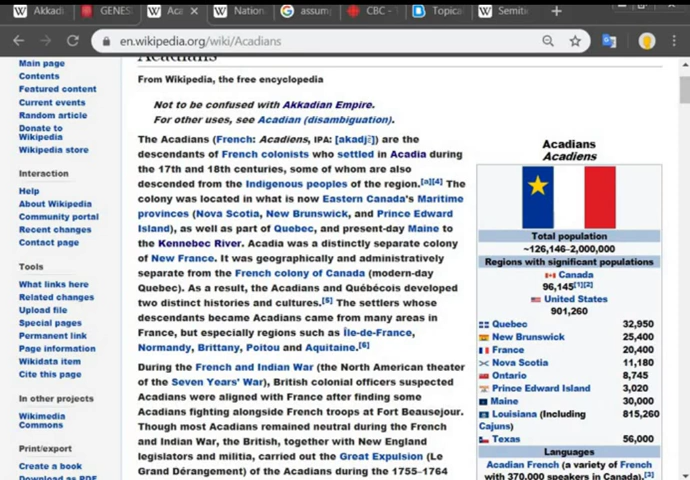 Akkadi
GENES
Aca
Nation
assum
CBC - T
Topica
Semiti
en.wikipedia.org/wiki/Acadians
Main page
Contents
Featured content
Current events
Random article
Donate to
Wikipedia
Wikipedia store
Interaction
Help
About Wikipedia
Community portal
Recent changes
Contact page
Tools
What links here
Related changes
Upload file
Special pages
Permanent link
Page information
Wikidata item
Cite this page
In other projects
Wikimedia
Commons
Print/export
Create a book
Download as PDF
Acadians
From Wikipedia, the free encyclopedia
Not to be confused with Akkadian Empire.
For other uses, see Acadian (disambiguation).
The Acadians (French: Acadiens, IPA: [akadjɛ̃]) are the
descendants of French colonists who settled in Acadia during
the 17th and 18th centuries, some of whom are also
descended from the Indigenous peoples of the region.[a][4] The
colony was located in what is now Eastern Canada's Maritime
provinces (Nova Scotia, New Brunswick, and Prince Edward
Island), as well as part of Quebec, and present-day Maine to
the Kennebec River. Acadia was a distinctly separate colony
of New France. It was geographically and administratively
separate from the French colony of Canada (modern-day
Quebec). As a result, the Acadians and Québécois developed
two distinct histories and cultures.[5] The settlers whose
descendants became Acadians came from many areas in
France, but especially regions such as Île-de-France,
Normandy, Brittany, Poitou and Aquitaine.[6]
During the French and Indian War (the North American theater
of the Seven Years' War), British colonial officers suspected
Acadians were aligned with France after finding some
Acadians fighting alongside French troops at Fort Beausejour.
Though most Acadians remained neutral during the French
and Indian War, the British, together with New England
legislators and militia, carried out the Great Expulsion (Le
Grand Dérangement) of the Acadians during the 1755–1764
Acadians
Acadiens
Total population
~126,146–2,000,000
Regions with significant populations
Canada
96,145[1][2]
United States
901,260
Quebec 32,950
New Brunswick 25,400
France 20,400
Nova Scotia 11,180
Ontario 8,745
Prince Edward Island 3,020
Maine 30,000
Louisiana (Including 815,260
Cajuns)
Texas 56,000
Languages
Acadian French (a variety of French
with 370,000 speakers in Canada),[3]